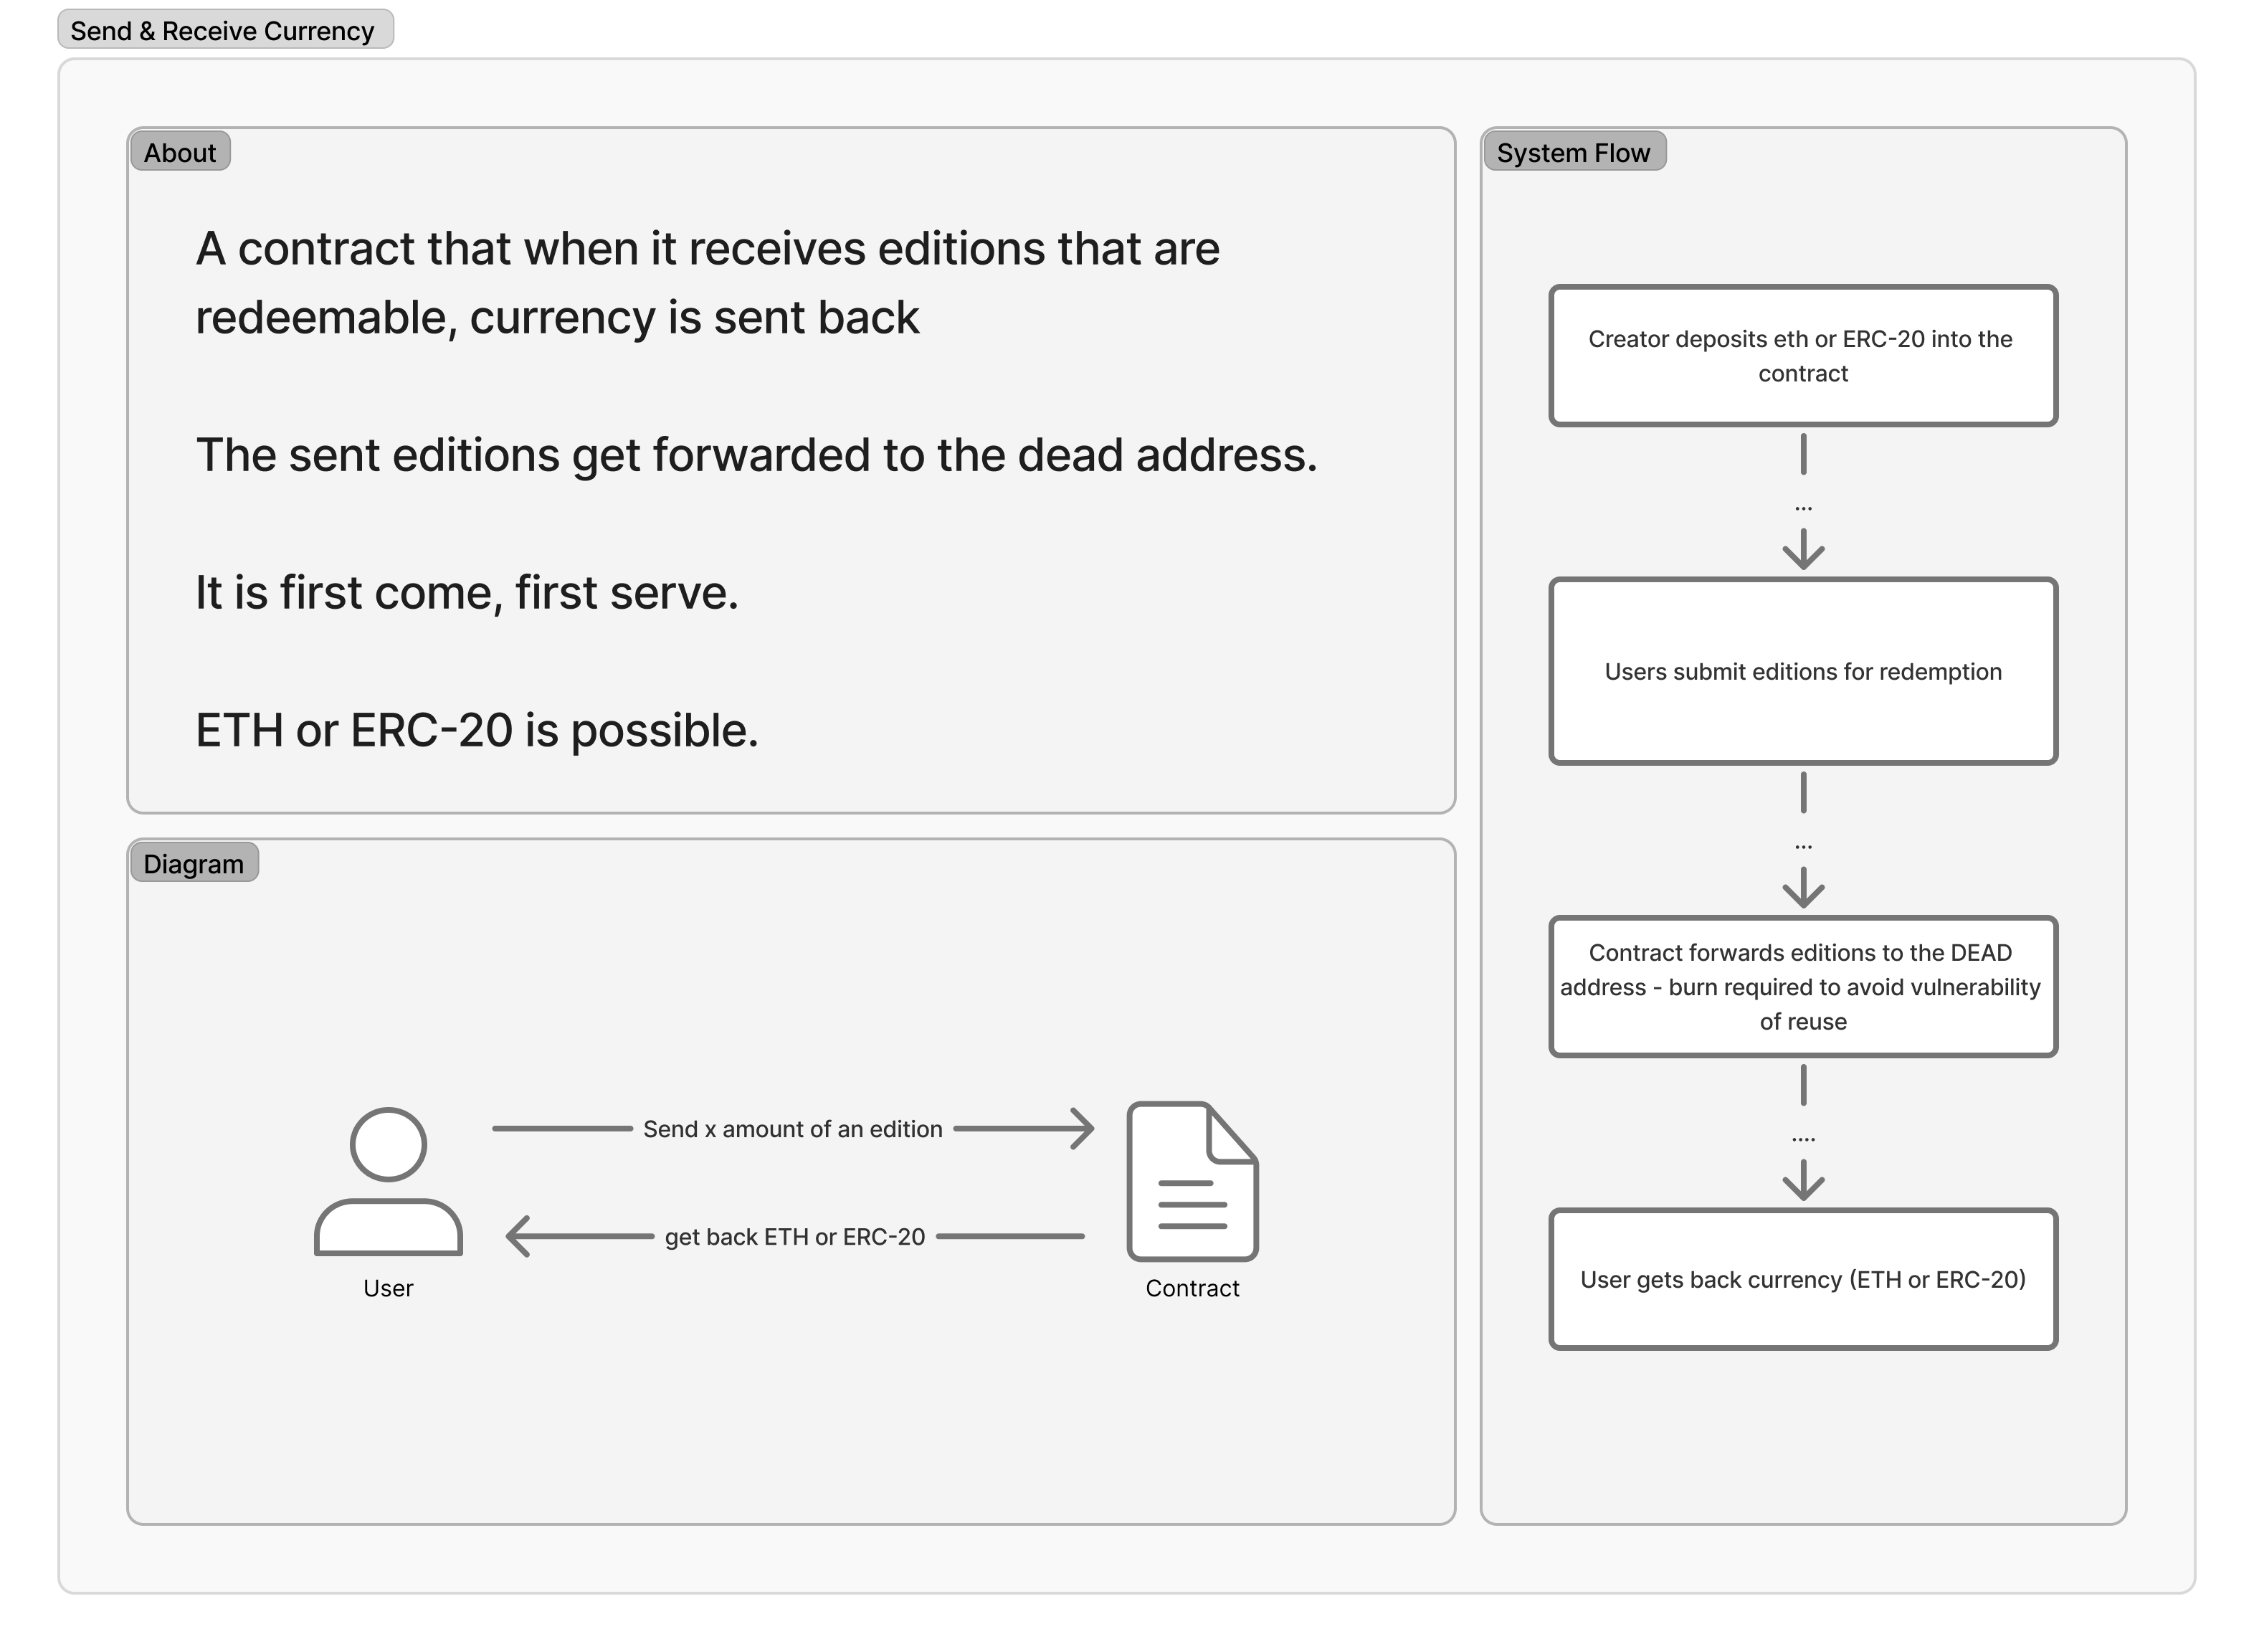 Send & Receive Currency
About
A contract that when it receives editions that are
redeemable, currency is sent back
The sent editions get forwarded to the dead address.
It is first come, first serve.
ETH or ERC-20 is possible.
Diagram
Send x amount of an edition
get back ETH or ERC-20
User
Contract
System Flow
Creator deposits eth or ERC-20 into the
contract
...
Users submit editions for redemption
...
Contract forwards editions to the DEAD
address - burn required to avoid vulnerability
of reuse
....
User gets back currency (ETH or ERC-20)